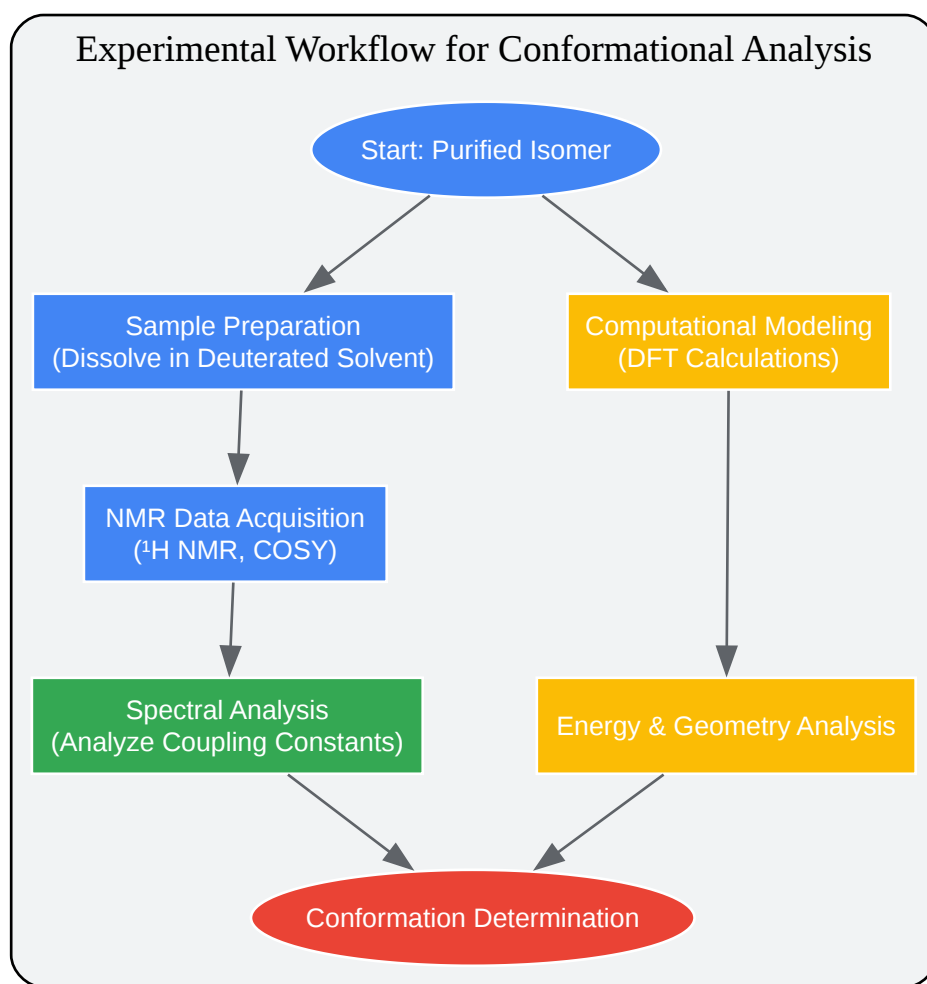 Experimental Workflow for Conformational Analysis
Start: Purified Isomer
Sample Preparation
(Dissolve in Deuterated Solvent)
Computational Modeling
(DFT Calculations)
NMR Data Acquisition
(¹H NMR, COSY)
Spectral Analysis
(Analyze Coupling Constants)
Energy & Geometry Analysis
Conformation Determination